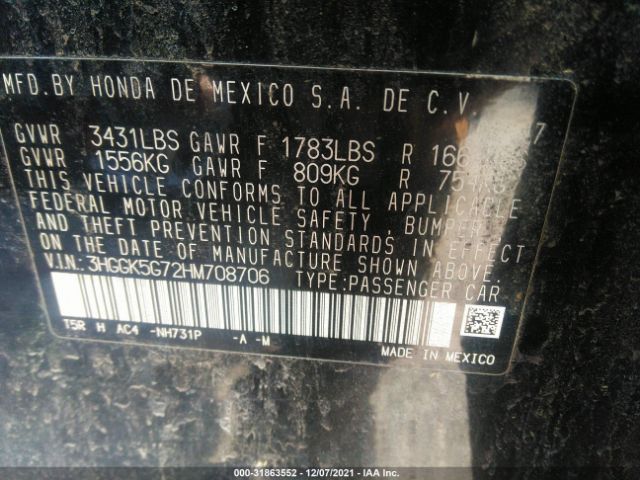 MFD.BY HONDA DE MEXICO S.A. DE C.V.
GVWR 3431LBS GAWR F 1783LBS R
GVWR 1556KG GAWR F 809KG R
THIS VEHICLE CONFORMS TO ALL APPLICABLE
FEDERAL MOTOR VEHICLE SAFETY, BUMPER,
AND THEFT PREVENTION STANDARDS IN EFFECT
ON THE DATE OF MANUFACTURE SHOWN ABOVE.
V.I.N.: 3HGGK5G72HM708706 TYPE:PASSENGER CAR
T5R H AC4 -NH731P -A -M
MADE IN MEXICO
000-31863552 - 12/07/2021 - IAA Inc.